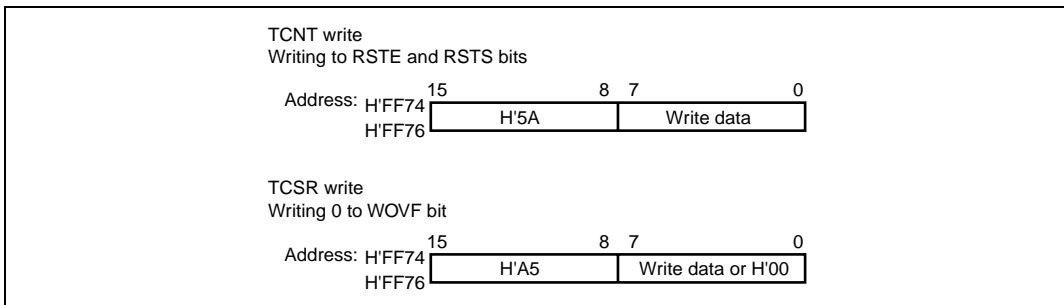 TCNT write
Writing to RSTE and RSTS bits
15 8 7 0
Address: H'FF74
H'5A Write data
H'FF76
TCSR write
Writing 0 to WOVF bit
15 8 7 0
Address: H'FF74
H'A5 Write data or H'00
H'FF76